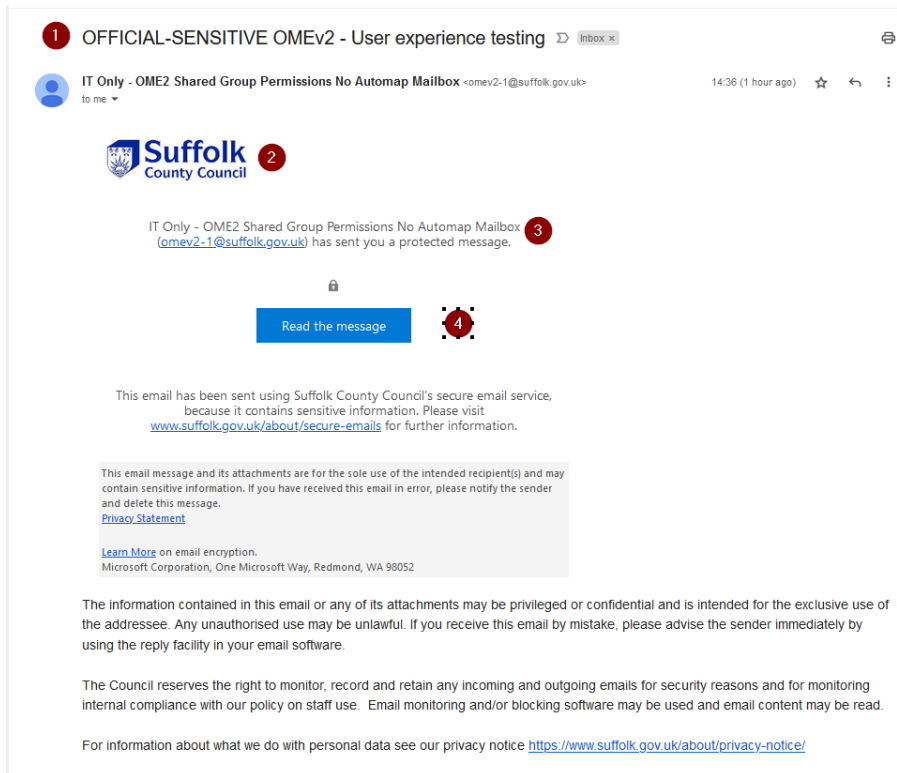 1 OFFICIAL-SENSITIVE OMEv2 - User experience testing Inbox ×
IT Only - OME2 Shared Group Permissions No Automap Mailbox <omev2-1@suffolk.gov.uk> 14:36 (1 hour ago)
to me
Suffolk 2
County Council
IT Only - OME2 Shared Group Permissions No Automap Mailbox 3
(omev2-1@suffolk.gov.uk) has sent you a protected message.
Read the message 4
This email has been sent using Suffolk County Council's secure email service,
because it contains sensitive information. Please visit
www.suffolk.gov.uk/about/secure-emails for further information.
This email message and its attachments are for the sole use of the intended recipient(s) and may
contain sensitive information. If you have received this email in error, please notify the sender
and delete this message.
Privacy Statement
Learn More on email encryption.
Microsoft Corporation, One Microsoft Way, Redmond, WA 98052
The information contained in this email or any of its attachments may be privileged or confidential and is intended for the exclusive use of
the addressee. Any unauthorised use may be unlawful. If you receive this email by mistake, please advise the sender immediately by
using the reply facility in your email software.
The Council reserves the right to monitor, record and retain any incoming and outgoing emails for security reasons and for monitoring
internal compliance with our policy on staff use.  Email monitoring and/or blocking software may be used and email content may be read.
For information about what we do with personal data see our privacy notice https://www.suffolk.gov.uk/about/privacy-notice/